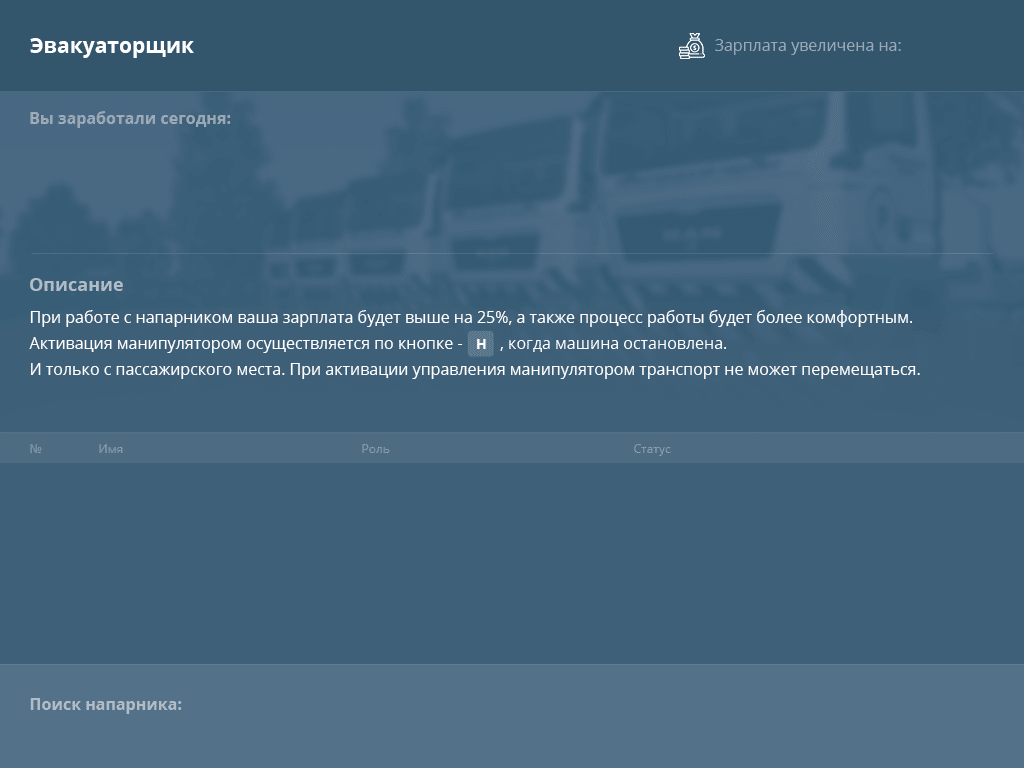 Эвакуаторщик
Зарплата увеличена на:
Вы заработали сегодня:
Описание
При работе с напарником ваша зарплата будет выше на 25%, а также процесс работы будет более комфортным.
Активация манипулятором осуществляется по кнопке - H , когда машина остановлена.
И только с пассажирского места. При активации управления манипулятором транспорт не может перемещаться.
№ Имя Роль Статус
Поиск напарника: